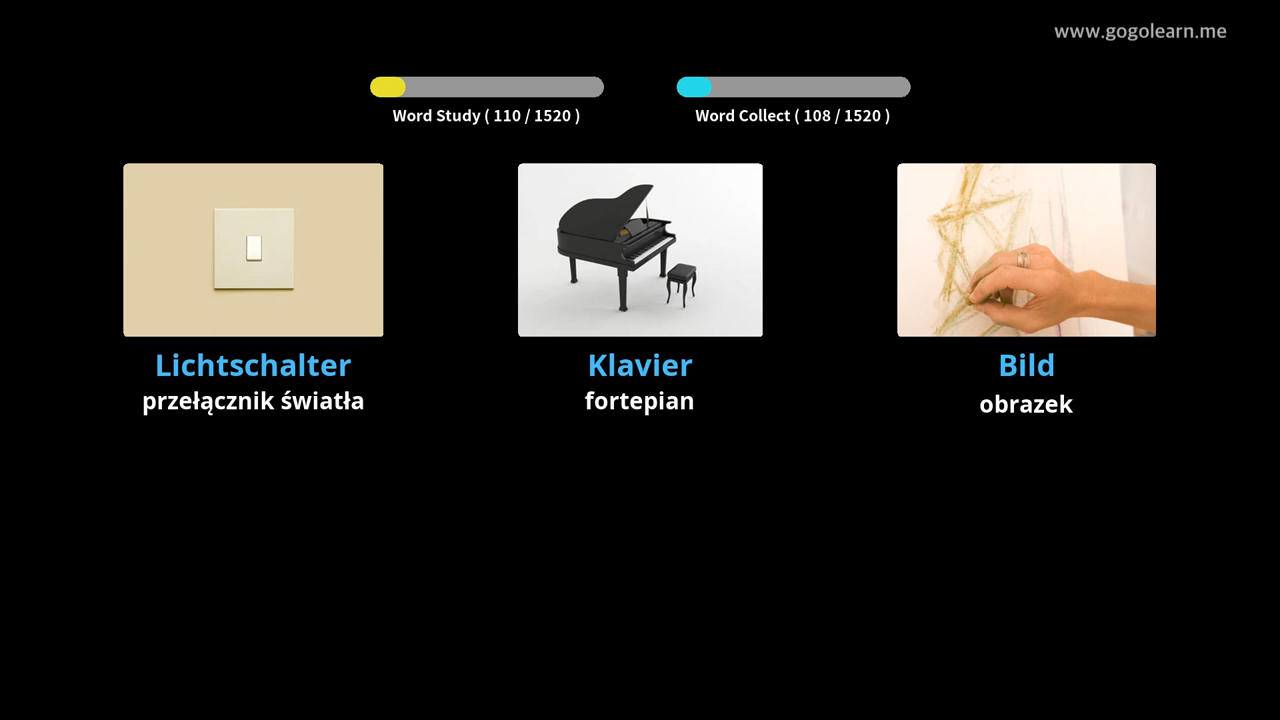 www.gogolearn.me
Word Study ( 110 / 1520 )
Word Collect ( 108 / 1520 )
Lichtschalter
przełącznik światła
Klavier
fortepian
Bild
obrazek